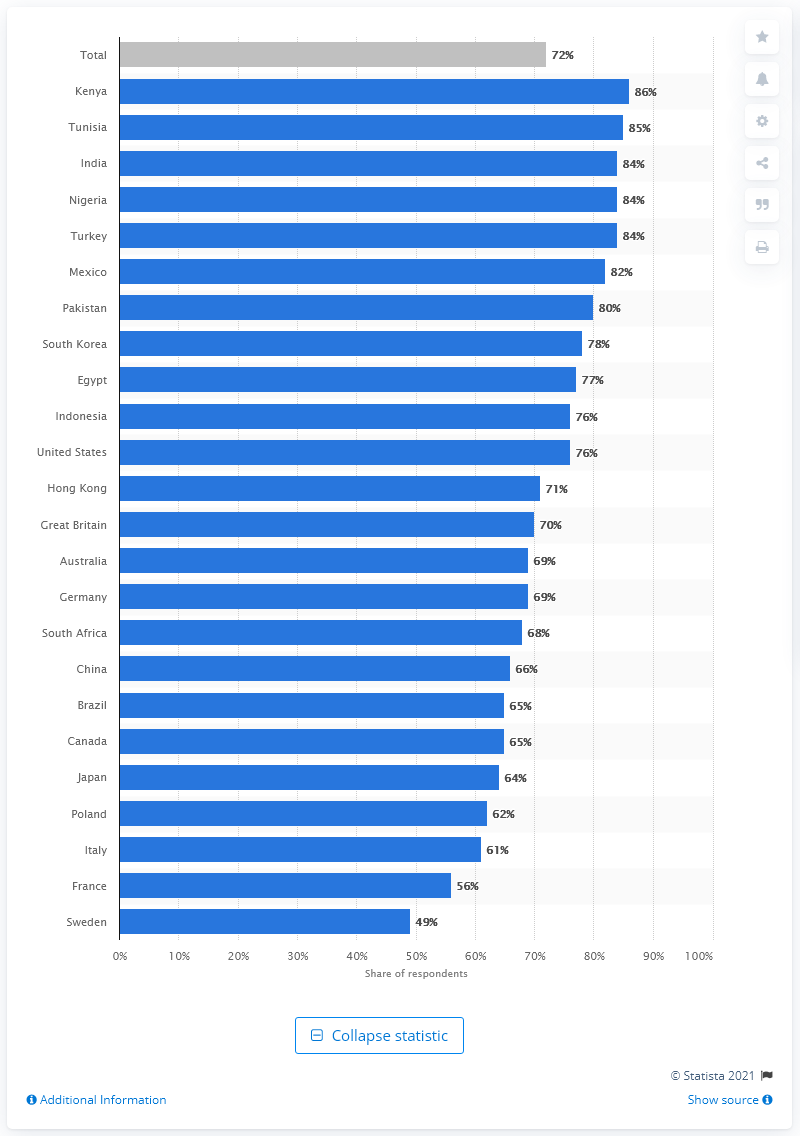 Total 72%
Kenya 86%
Tunisia 85%
India 84%
Nigeria 84%
Turkey 84%
Mexico 82%
Pakistan 80%
South Korea 78%
Egypt 77%
Indonesia 76%
United States 76%
Hong Kong 71%
Great Britain 70%
Australia 69%
Germany 69%
South Africa 68%
China 66%
Brazil 65%
Canada 65%
Japan 64%
Poland 62%
Italy 61%
France 56%
Sweden 49%
0% 10% 20% 30% 40% 50% 60% 70% 80% 90% 100%
Share of respondents
Collapse statistic
© Statista 2021
Additional Information Show source